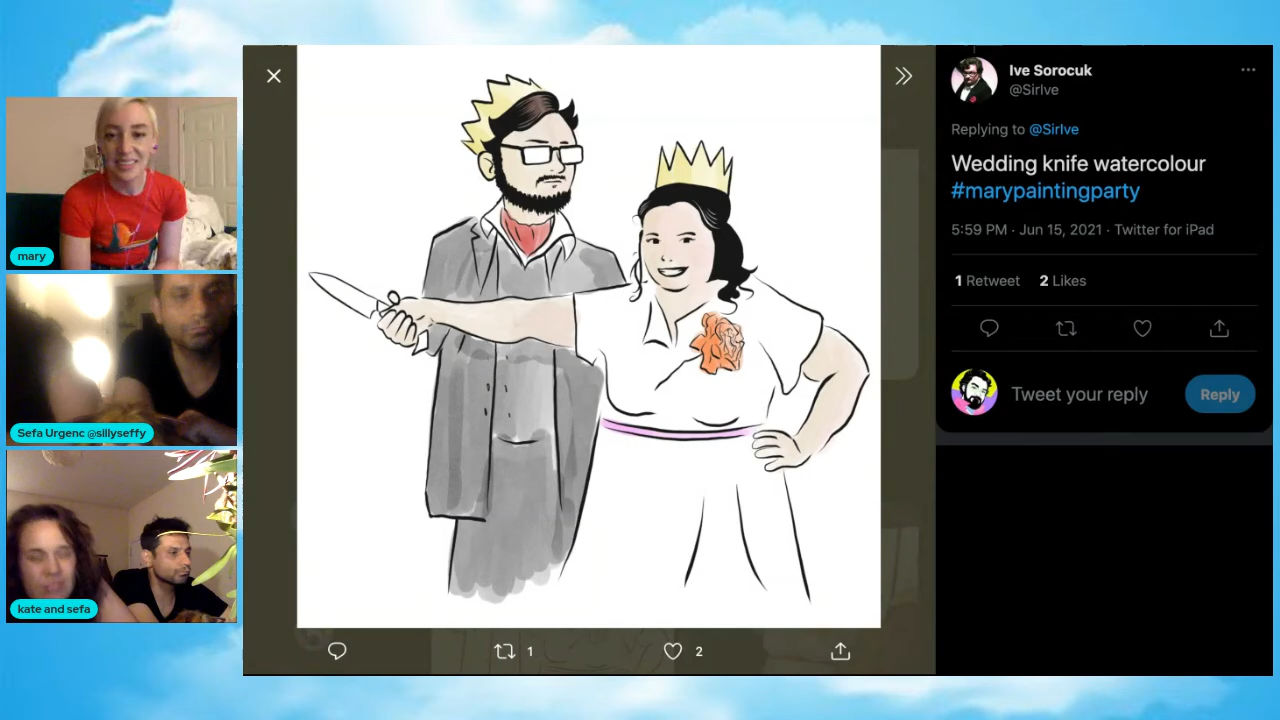 mary
Sefa Urgenc @sillyseffy
kate and sefa
1
2
Ive Sorocuk
@SirIve
Replying to @SirIve
Wedding knife watercolour
#marypaintingparty
5:59 PM · Jun 15, 2021 · Twitter for iPad
1 Retweet 2 Likes
Tweet your reply
Reply